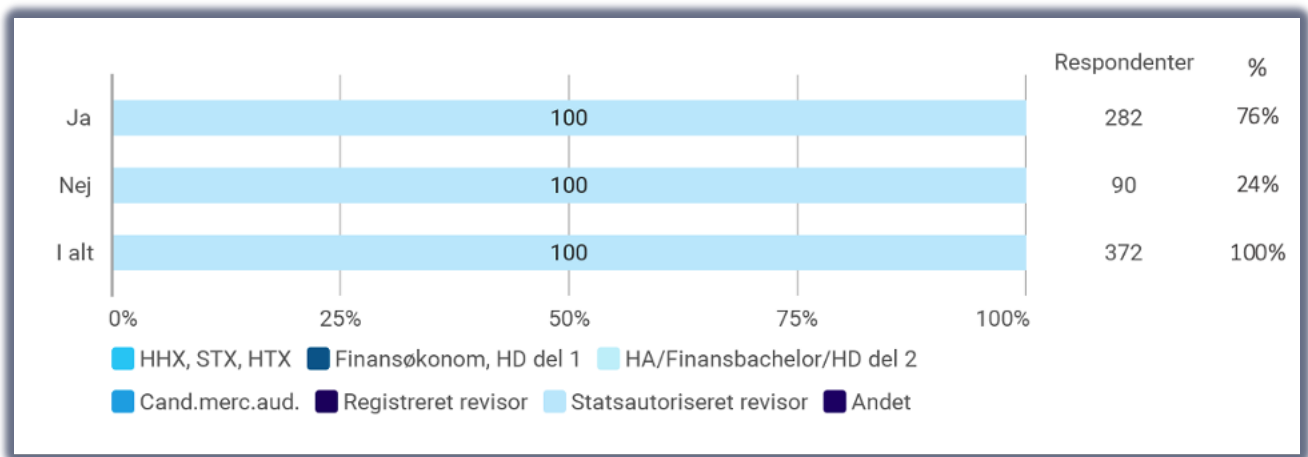 Respondenter %
Ja 100 282 76%
Nej 100 90 24%
I alt 100 372 100%
0% 25% 50% 75% 100%
HHX, STX, HTX Finansøkonom, HD del 1 HA/Finansbachelor/HD del 2
Cand.merc.aud. Registreret revisor Statsautoriseret revisor Andet